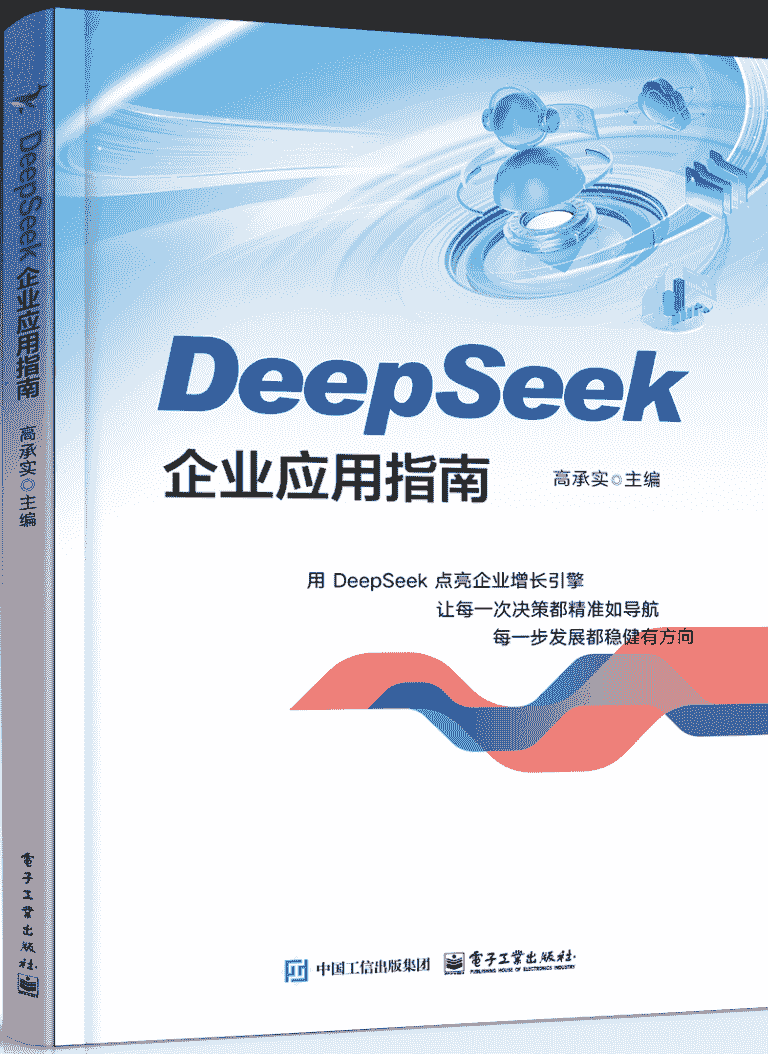 DeepSeek 企业应用指南
高承实◎主编
電子工業出版社
DeepSeek
企业应用指南
高承实◎主编
用 DeepSeek 点亮企业增长引擎
让每一次决策都精准如导航
每一步发展都稳健有方向
中国工信出版集团
電子工業出版社
PUBLISHING HOUSE OF ELECTRONICS INDUSTRY